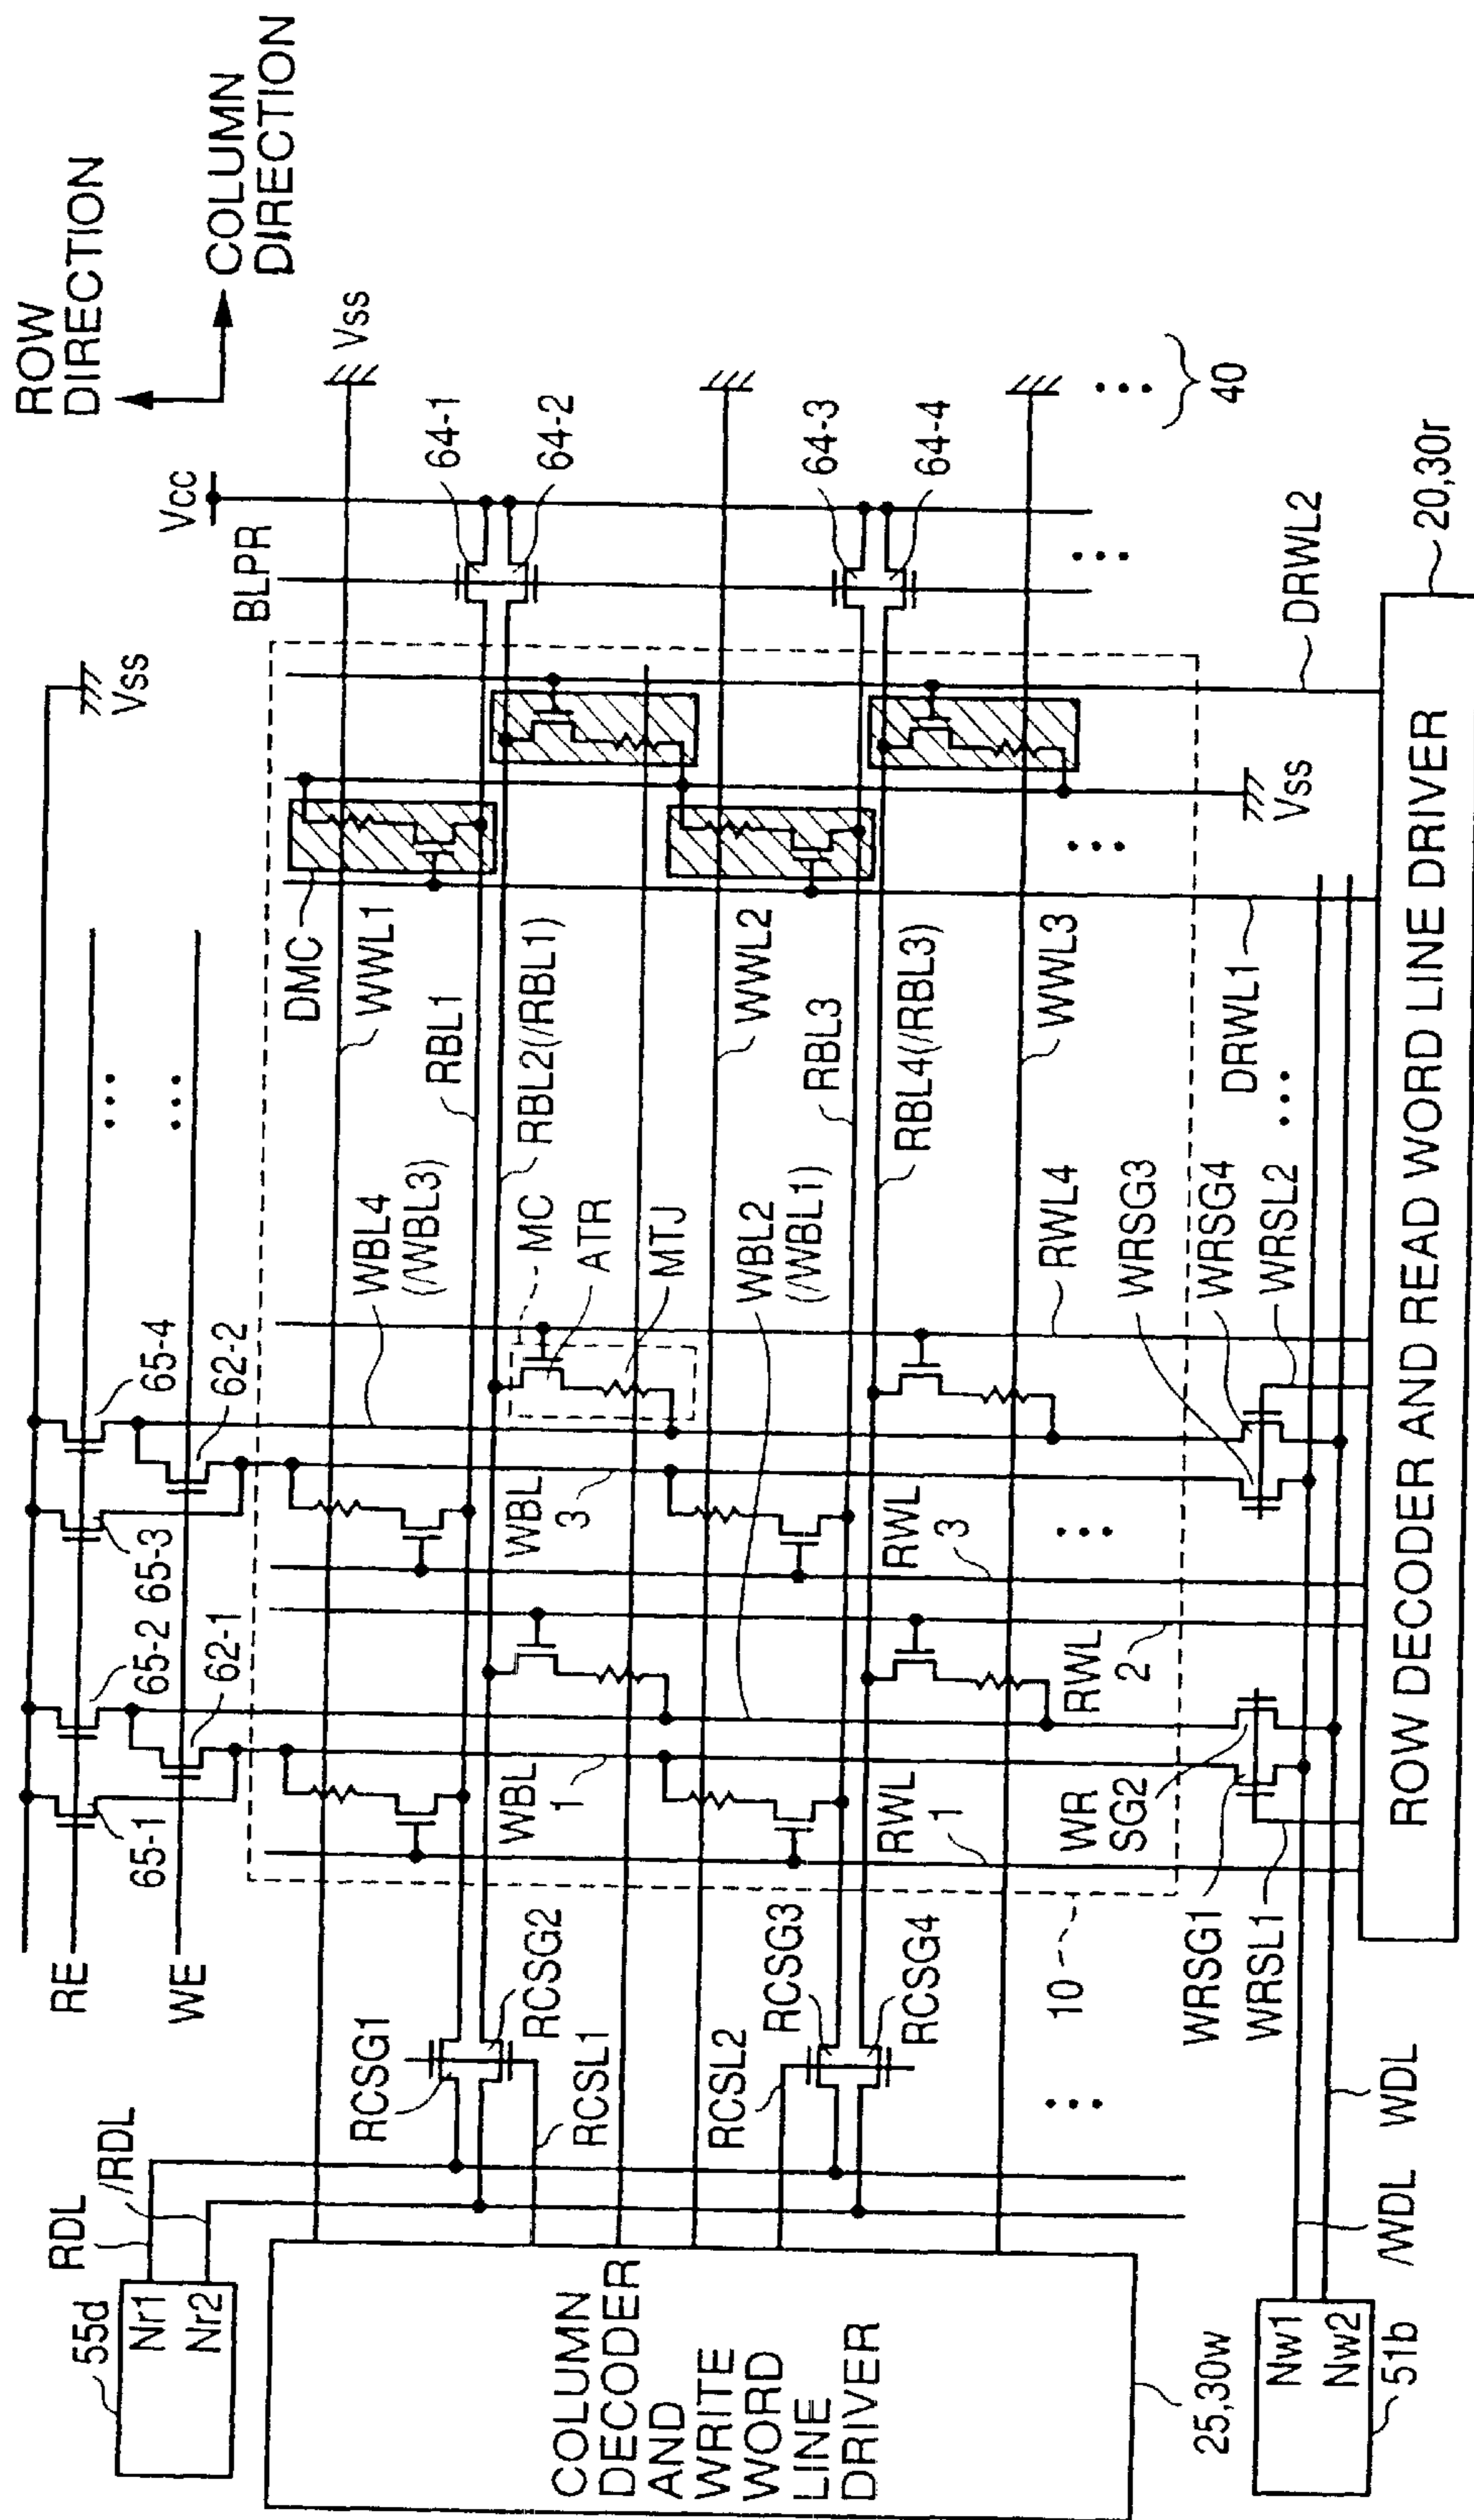 ROW
DIRECTION
COLUMN
DIRECTION
Vss
Vcc
BLPR
64-1
64-2
64-3
64-4
40
Vss
RE
WE
65-1
65-2
62-1
65-3
65-4
62-2
DMC
WWL1
RBL1
RBL2(/RBL1)
WBL4
(/WBL3)
MC
ATR
MTJ
WWL2
WBL2
(/WBL1)
RBL3
RBL4(/RBL3)
WWL3
WBL
1
WBL
3
RWL
1
RWL
2
RWL
3
RWL4
Vss
DRWL1
DRWL2
WRSG3
WRSG4
WRSL2
WR
SG2
WRSG1
WRSL1
10
RCSG1
RCSG2
RCSL1
RCSL2
RCSG3
RCSG4
RDL
/RDL
55d
Nr1
Nr2
COLUMN
DECODER
AND
WRITE
WORD
LINE
DRIVER
25,30w
Nw1
Nw2
51b
/WDL
WDL
ROW DECODER AND READ WORD LINE DRIVER
20,30r